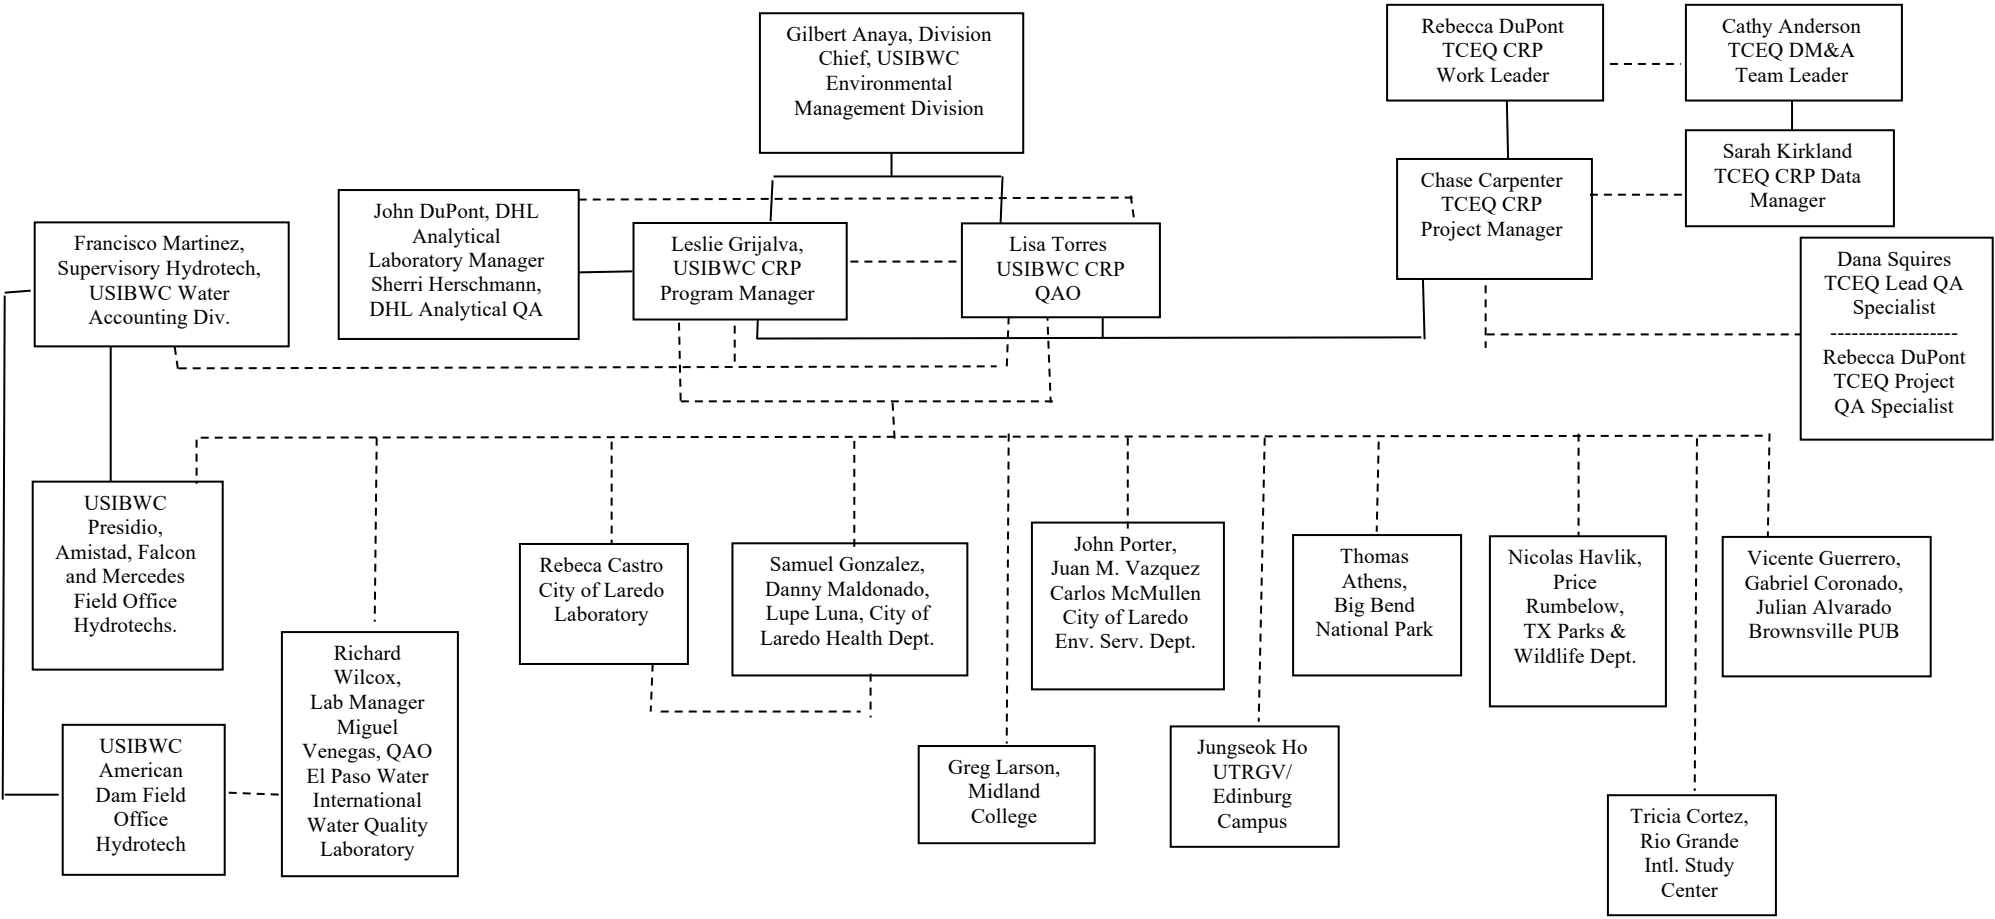 Gilbert Anaya, Division
Chief, USIBWC
Environmental
Management Division
Rebecca DuPont
TCEQ CRP
Work Leader
Cathy Anderson
TCEQ DM&A
Team Leader
Sarah Kirkland
TCEQ CRP Data
Manager
Chase Carpenter
TCEQ CRP
Project Manager
John DuPont, DHL
Analytical
Laboratory Manager
Sherri Herschmann,
DHL Analytical QA
Leslie Grijalva,
USIBWC CRP
Program Manager
Lisa Torres
USIBWC CRP
QAO
Francisco Martinez,
Supervisory Hydrotech,
USIBWC Water
Accounting Div.
Dana Squires
TCEQ Lead QA
Specialist
------------------
Rebecca DuPont
TCEQ Project
QA Specialist
USIBWC
Presidio,
Amistad, Falcon
and Mercedes
Field Office
Hydrotechs.
Richard
Wilcox,
Lab Manager
Miguel
Venegas, QAO
El Paso Water
International
Water Quality
Laboratory
Rebeca Castro
City of Laredo
Laboratory
Samuel Gonzalez,
Danny Maldonado,
Lupe Luna, City of
Laredo Health Dept.
John Porter,
Juan M. Vazquez
Carlos McMullen
City of Laredo
Env. Serv. Dept.
Thomas
Athens,
Big Bend
National Park
Nicolas Havlik,
Price
Rumbelow,
TX Parks &
Wildlife Dept.
Vicente Guerrero,
Gabriel Coronado,
Julian Alvarado
Brownsville PUB
USIBWC
American
Dam Field
Office
Hydrotech
Greg Larson,
Midland
College
Jungseok Ho
UTRGV/
Edinburg
Campus
Tricia Cortez,
Rio Grande
Intl. Study
Center